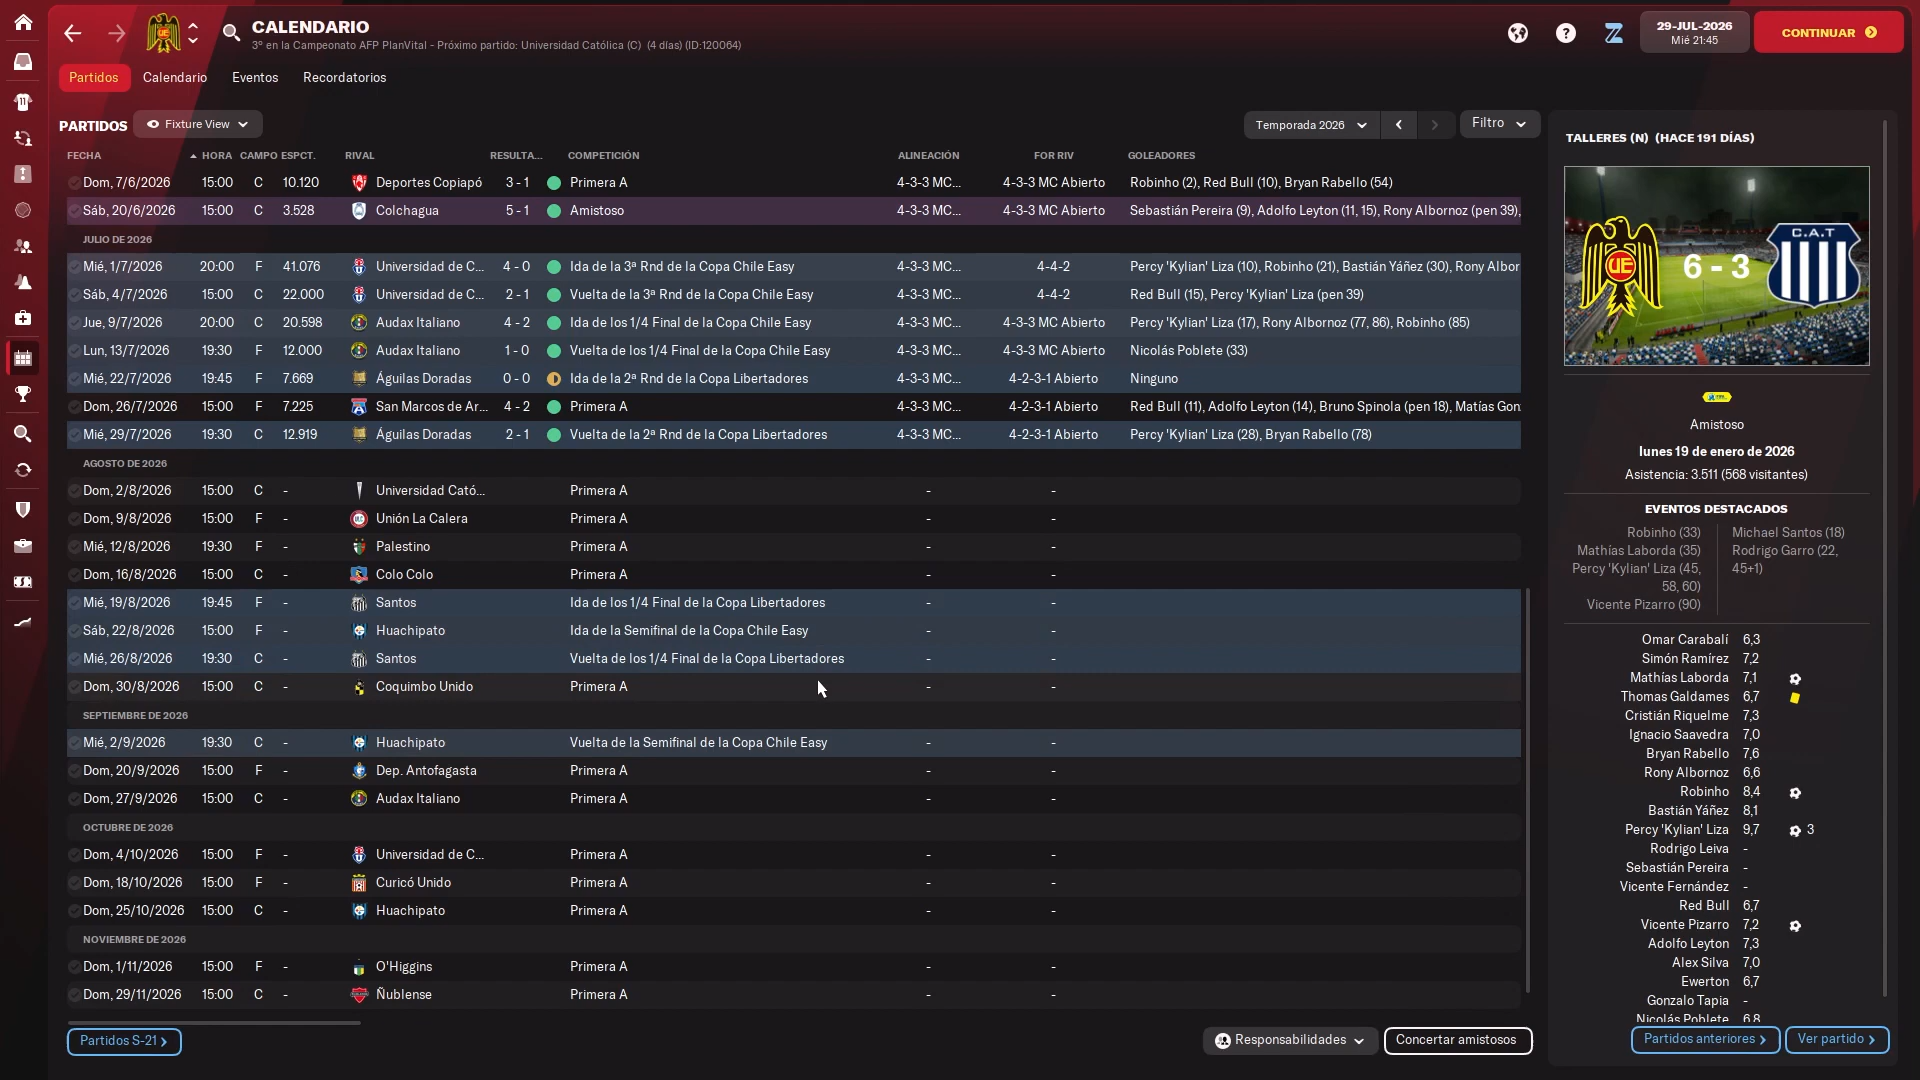 CALENDARIO
3º en la Campeonato AFP PlanVital - Próximo partido: Universidad Católica (C) (4 días) (ID:120064)
29-JUL-2026
Mié 21:45
CONTINUAR
Partidos Calendario Eventos Recordatorios
PARTIDOS Fixture View Temporada 2026 Filtro
FECHA HORA CAMPO ESPCT. RIVAL RESULTA... COMPETICIÓN ALINEACIÓN FOR RIV GOLEADORES
Dom, 7/6/2026 15:00 C 10.120 Deportes Copiapó 3 - 1 Primera A 4-3-3 MC... 4-3-3 MC Abierto Robinho (2), Red Bull (10), Bryan Rabello (54)
Sáb, 20/6/2026 15:00 C 3.528 Colchagua 5 - 1 Amistoso 4-3-3 MC... 4-3-3 MC Abierto Sebastián Pereira (9), Adolfo Leyton (11, 15), Rony Albornoz (pen 39),
JULIO DE 2026
Mié, 1/7/2026 20:00 F 41.076 Universidad de C... 4 - 0 Ida de la 3ª Rnd de la Copa Chile Easy 4-3-3 MC... 4-4-2 Percy 'Kylian' Liza (10), Robinho (21), Bastián Yáñez (30), Rony Albor
Sáb, 4/7/2026 15:00 C 22.000 Universidad de C... 2 - 1 Vuelta de la 3ª Rnd de la Copa Chile Easy 4-3-3 MC... 4-4-2 Red Bull (15), Percy 'Kylian' Liza (pen 39)
Jue, 9/7/2026 20:00 C 20.598 Audax Italiano 4 - 2 Ida de los 1/4 Final de la Copa Chile Easy 4-3-3 MC... 4-3-3 MC Abierto Percy 'Kylian' Liza (17), Rony Albornoz (77, 86), Robinho (85)
Lun, 13/7/2026 19:30 F 12.000 Audax Italiano 1 - 0 Vuelta de los 1/4 Final de la Copa Chile Easy 4-3-3 MC... 4-3-3 MC Abierto Nicolás Poblete (33)
Mié, 22/7/2026 19:45 F 7.669 Águilas Doradas 0 - 0 Ida de la 2ª Rnd de la Copa Libertadores 4-3-3 MC... 4-2-3-1 Abierto Ninguno
Dom, 26/7/2026 15:00 F 7.225 San Marcos de Ar... 4 - 2 Primera A 4-3-3 MC... 4-2-3-1 Abierto Red Bull (11), Adolfo Leyton (14), Bruno Spinola (pen 18), Matías Gon
Mié, 29/7/2026 19:30 C 12.919 Águilas Doradas 2 - 1 Vuelta de la 2ª Rnd de la Copa Libertadores 4-3-3 MC... 4-2-3-1 Abierto Percy 'Kylian' Liza (28), Bryan Rabello (78)
AGOSTO DE 2026
Dom, 2/8/2026 15:00 C - Universidad Cató... Primera A - -
Dom, 9/8/2026 15:00 F - Unión La Calera Primera A - -
Mié, 12/8/2026 19:30 F - Palestino Primera A - -
Dom, 16/8/2026 15:00 C - Colo Colo Primera A - -
Mié, 19/8/2026 19:45 F - Santos Ida de los 1/4 Final de la Copa Libertadores - -
Sáb, 22/8/2026 15:00 F - Huachipato Ida de la Semifinal de la Copa Chile Easy - -
Mié, 26/8/2026 19:30 C - Santos Vuelta de los 1/4 Final de la Copa Libertadores - -
Dom, 30/8/2026 15:00 C - Coquimbo Unido Primera A - -
SEPTIEMBRE DE 2026
Mié, 2/9/2026 19:30 C - Huachipato Vuelta de la Semifinal de la Copa Chile Easy - -
Dom, 20/9/2026 15:00 F - Dep. Antofagasta Primera A - -
Dom, 27/9/2026 15:00 C - Audax Italiano Primera A - -
OCTUBRE DE 2026
Dom, 4/10/2026 15:00 F - Universidad de C... Primera A - -
Dom, 18/10/2026 15:00 F - Curicó Unido Primera A - -
Dom, 25/10/2026 15:00 C - Huachipato Primera A - -
NOVIEMBRE DE 2026
Dom, 1/11/2026 15:00 F - O'Higgins Primera A - -
Dom, 29/11/2026 15:00 C - Ñublense Primera A - -
Partidos S-21 Responsabilidades Concertar amistosos
TALLERES (N) (HACE 191 DÍAS)
UE 6 - 3 C.A.T
Amistoso
lunes 19 de enero de 2026
Asistencia: 3.511 (568 visitantes)
EVENTOS DESTACADOS
Robinho (33)
Mathías Laborda (35)
Percy 'Kylian' Liza (45,
58, 60)
Vicente Pizarro (90)
Michael Santos (18)
Rodrigo Garro (22,
45+1)
Omar Carabalí 6,3
Simón Ramírez 7,2
Mathías Laborda 7,1
Thomas Galdames 6,7
Cristián Riquelme 7,3
Ignacio Saavedra 7,0
Bryan Rabello 7,6
Rony Albornoz 6,6
Robinho 8,4
Bastián Yáñez 8,1
Percy 'Kylian' Liza 9,7 3
Rodrigo Leiva -
Sebastián Pereira -
Vicente Fernández -
Red Bull 6,7
Vicente Pizarro 7,2
Adolfo Leyton 7,3
Alex Silva 7,0
Ewerton 6,7
Gonzalo Tapia -
Nicolás Poblete 6,8
Partidos anteriores Ver partido